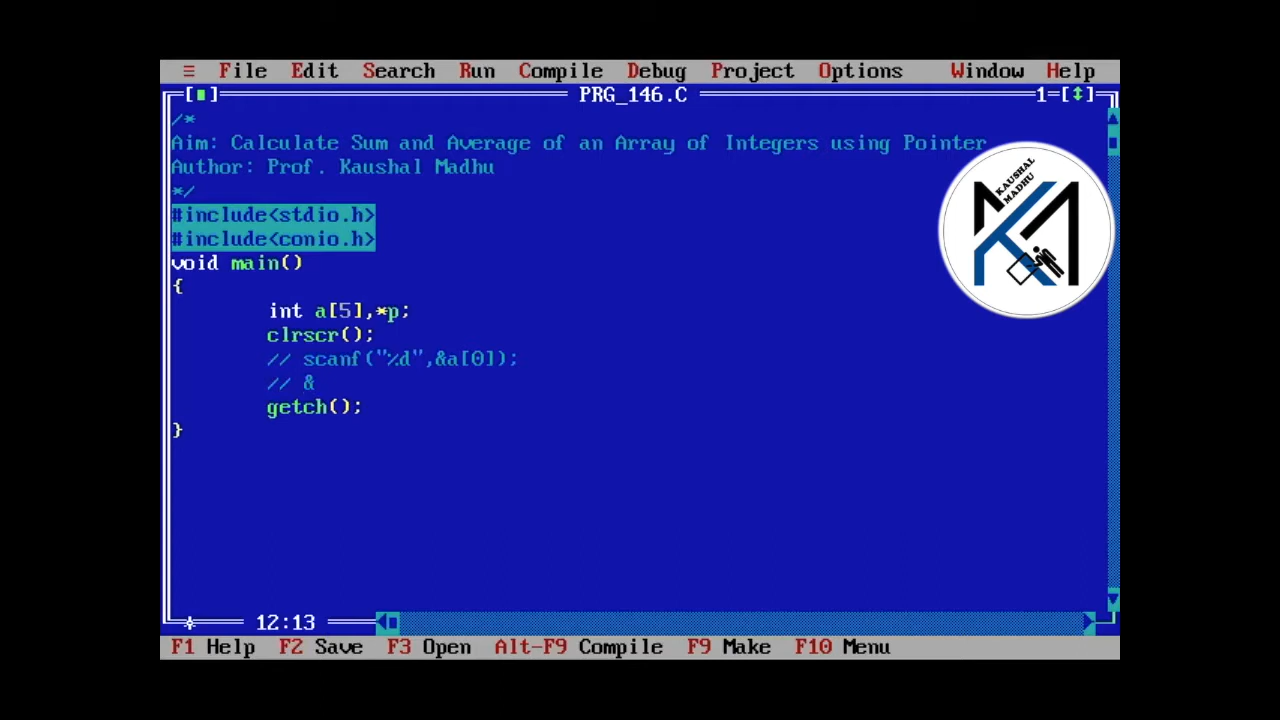 ≡ File Edit Search Run Compile Debug Project Options Window Help
[■] PRG_146.C 1=[↕]
/*
Aim: Calculate Sum and Average of an Array of Integers using Pointer
Author: Prof. Kaushal Madhu
*/
#include<stdio.h>
#include<conio.h>
void main()
{
int a[5],*p;
clrscr();
// scanf("%d",&a[0]);
// &
getch();
}
KAUSHAL
MADHU
12:13
F1 Help F2 Save F3 Open Alt-F9 Compile F9 Make F10 Menu